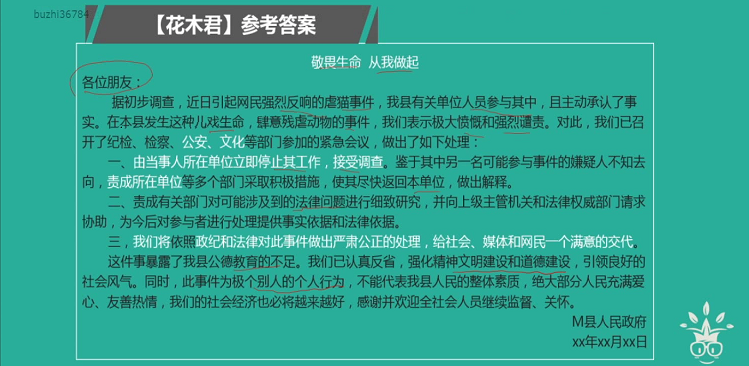 buzhi36784
【花木君】参考答案
敬畏生命 从我做起
各位朋友：
据初步调查，近日引起网民强烈反响的虐猫事件，我县有关单位人员参与其中，且主动承认了事
实。在本县发生这种儿戏生命，肆意残虐动物的事件，我们表示极大愤慨和强烈谴责。对此，我们已召
开了纪检、检察、公安、文化等部门参加的紧急会议，做出了如下处理：
一、由当事人所在单位立即停止其工作，接受调查。鉴于其中另一名可能参与事件的嫌疑人不知去
向，责成所在单位等多个部门采取积极措施，使其尽快返回本单位，做出解释。
二、责成有关部门对可能涉及到的法律问题进行细致研究，并向上级主管机关和法律权威部门请求
协助，为今后对参与者进行处理提供事实依据和法律依据。
三，我们将依照政纪和法律对此事件做出严肃公正的处理，给社会、媒体和网民一个满意的交代。
这件事暴露了我县公德教育的不足。我们已认真反省，强化精神文明建设和道德建设，引领良好的
社会风气。同时，此事件为极个别人的个人行为，不能代表我县人民的整体素质，绝大部分人民充满爱
心、友善热情，我们的社会经济也必将越来越好，感谢并欢迎全社会人员继续监督、关怀。
M县人民政府
xx年xx月xx日